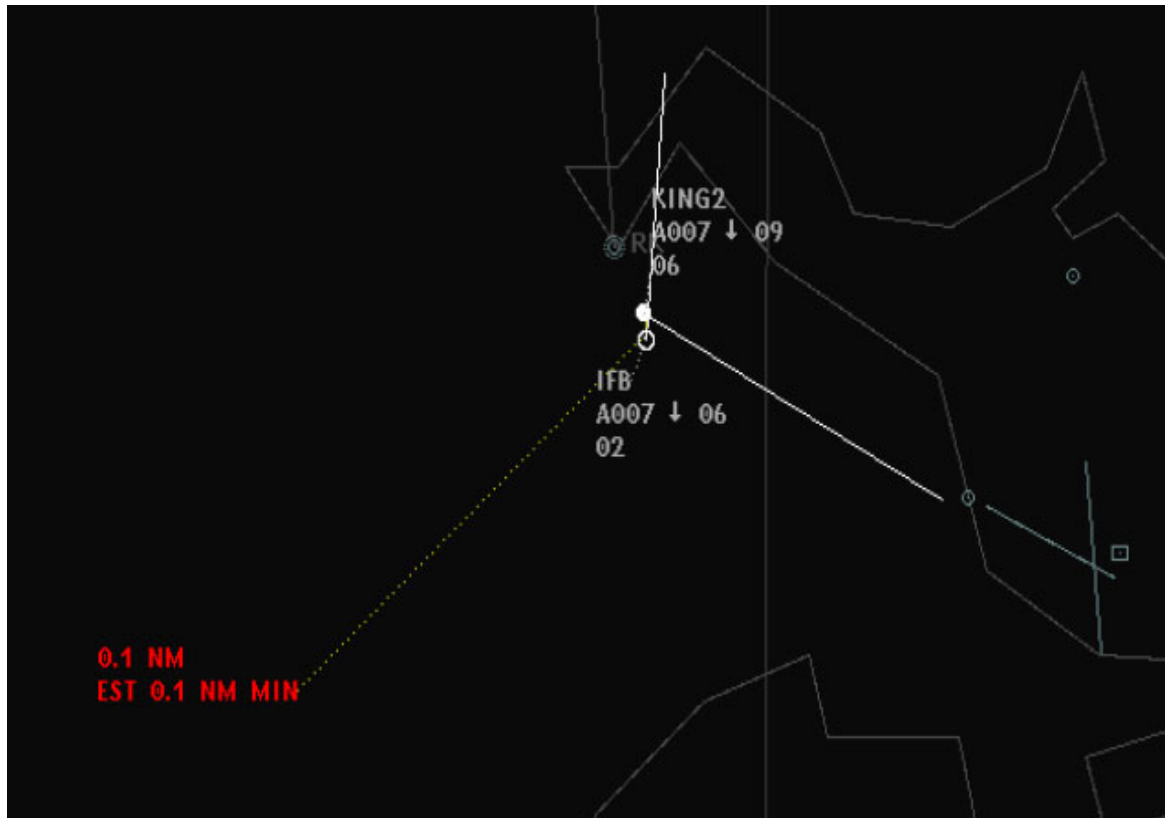 KING2
A007 ↓ 09
06
IFB
A007 ↓ 06
02
0.1 NM
EST 0.1 NM MIN